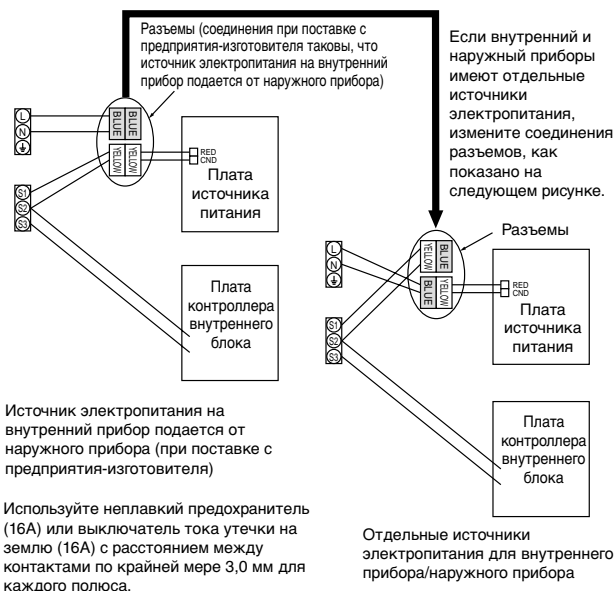 Разъемы (соединения при поставке с
предприятия-изготовителя таковы, что
источник электропитания на внутренний
прибор подается от наружного прибора)
Если внутренний и
наружный приборы
имеют отдельные
источники
электропитания,
измените соединения
разъемов, как
показано на
следующем рисунке.
L
N
BLUE BLUE
YELLOW YELLOW
RED
CND
Плата
источника
питания
S1
S2
S3
Плата
контроллера
внутреннего
блока
Разъемы
L
N
YELLOW BLUE
BLUE YELLOW
RED
CND
Плата
источника
питания
S1
S2
S3
Плата
контроллера
внутреннего
блока
Источник электропитания на
внутренний прибор подается от
наружного прибора (при поставке с
предприятия-изготовителя)
Используйте неплавкий предохранитель
(16А) или выключатель тока утечки на
землю (16А) с расстоянием между
контактами по крайней мере 3,0 мм для
каждого полюса.
Отдельные источники
электропитания для внутреннего
прибора/наружного прибора